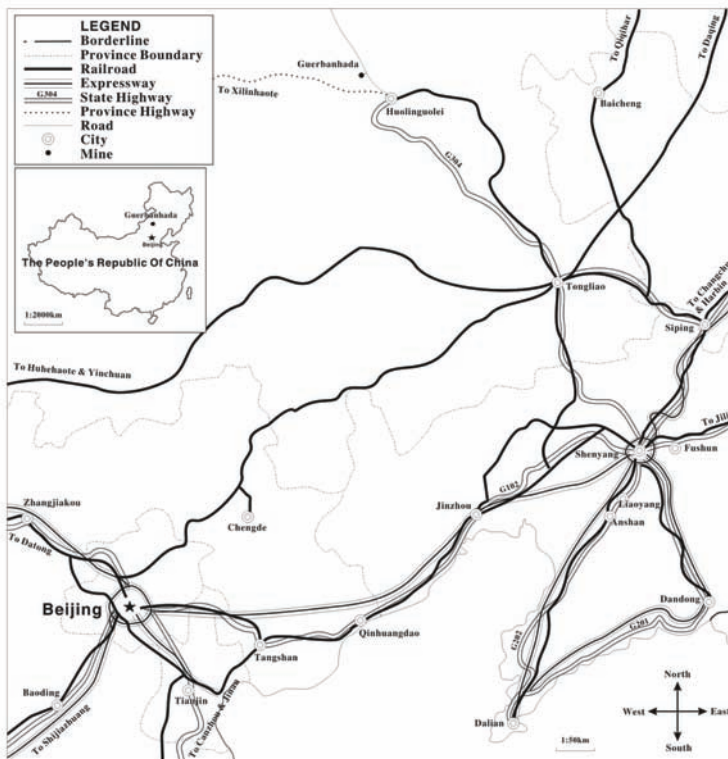 LEGEND
Borderline
Province Boundary
Railroad
Expressway
G304
State Highway
Province Highway
Road
City
Mine
Guerbanhada
Beijing
The People's Republic Of China
1:2000km
Guerbanhada
To Xilinhaote
Huolinguolei
G304
To Qiqihar
To Daqing
Baicheng
Tongliao
To Changchu
& Harbin
Siping
To Huhehaote & Yinchuan
To Jili
Shenyang
Fushun
G102
Zhangjiakou
Jinzhou
Liaoyang
Anshan
Chengde
To Datong
Beijing
Dandong
Qinhuangdao
G201
G202
Tangshan
Baoding
Tianjin
To Canzhou & Jinan
To Shijiazhuang
Dalian
North
West
East
South
1:50km